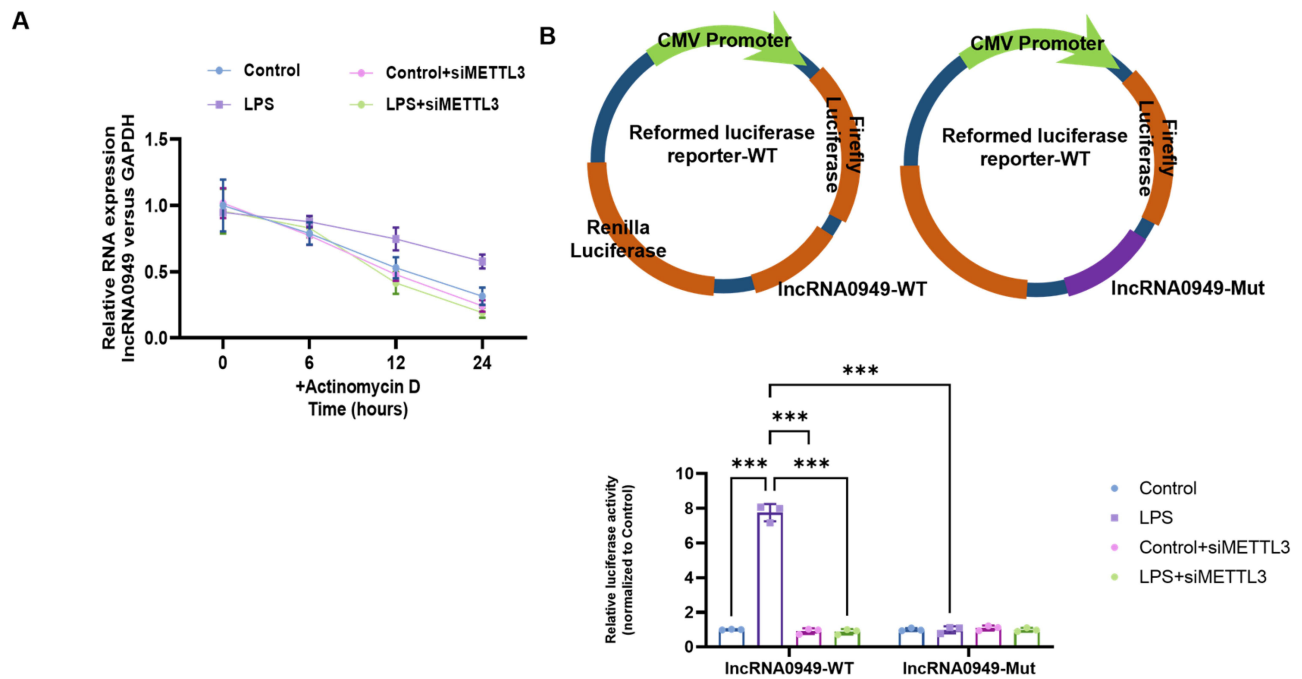 A
Control
Control+siMETTL3
LPS
LPS+siMETTL3
Relative RNA expression
lncRNA0949 versus GAPDH
1.5
1.0
0.5
0.0
0
6
12
24
+Actinomycin D
Time (hours)
B
CMV Promoter
Reformed luciferase
reporter-WT
Firefly
Luciferase
Renilla
Luciferase
lncRNA0949-WT
CMV Promoter
Reformed luciferase
reporter-WT
Firefly
Luciferase
lncRNA0949-Mut
***
***
***
***
Relative luciferase activity
(normalized to Control)
10
8
6
4
2
0
lncRNA0949-WT
lncRNA0949-Mut
Control
LPS
Control+siMETTL3
LPS+siMETTL3